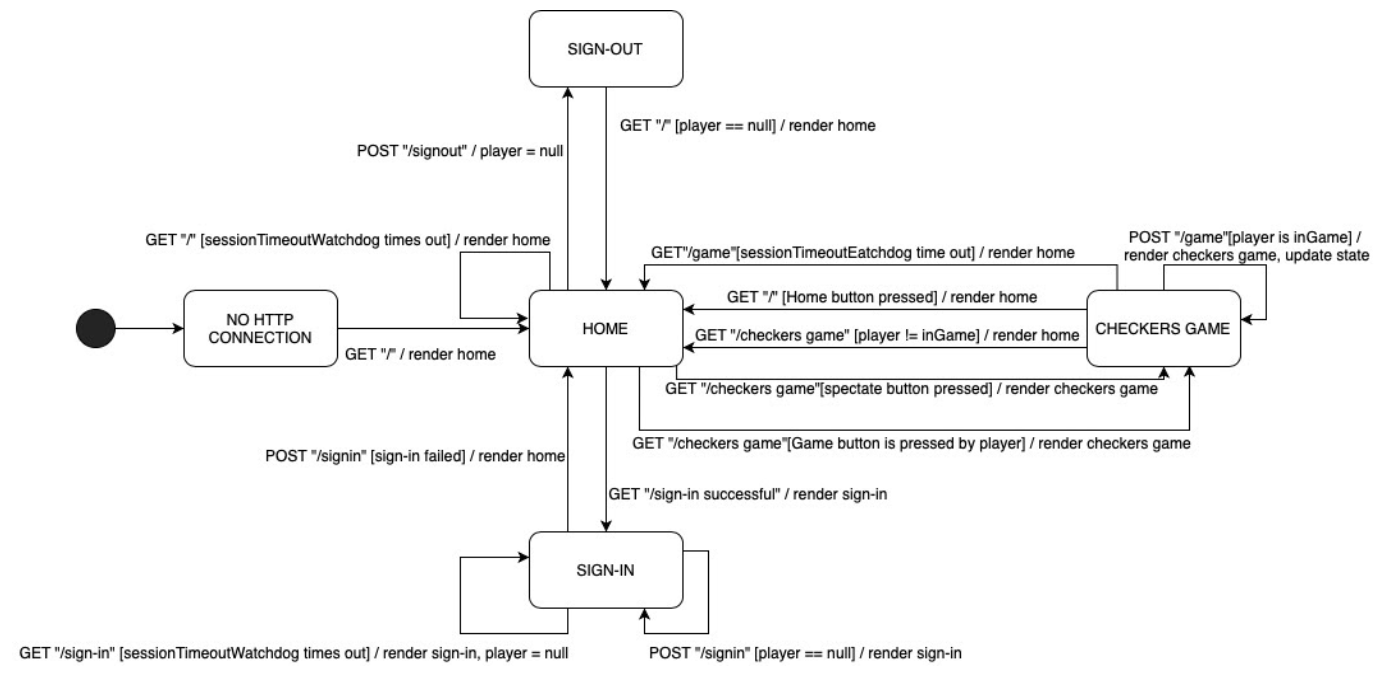 SIGN-OUT
GET "/" [player == null] / render home
POST "/signout" / player = null
GET "/" [sessionTimeoutWatchdog times out] / render home
GET"/game"[sessionTimeoutEatchdog time out] / render home
POST "/game"[player is inGame] /
render checkers game, update state
NO HTTP
CONNECTION
GET "/" / render home
HOME
GET "/" [Home button pressed] / render home
GET "/checkers game" [player != inGame] / render home
CHECKERS GAME
GET "/checkers game"[spectate button pressed] / render checkers game
GET "/checkers game"[Game button is pressed by player] / render checkers game
POST "/signin" [sign-in failed] / render home
GET "/sign-in successful" / render sign-in
SIGN-IN
GET "/sign-in" [sessionTimeoutWatchdog times out] / render sign-in, player = null
POST "/signin" [player == null] / render sign-in